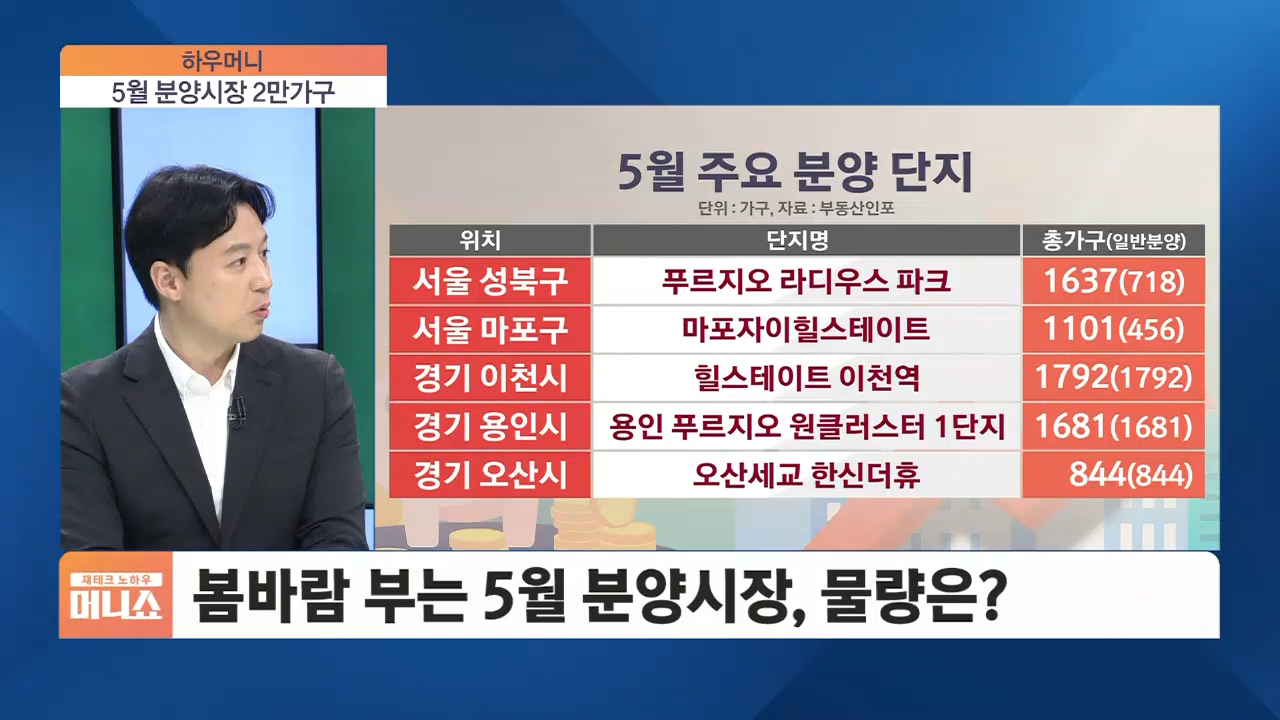 하우머니
5월 분양시장 2만가구
5월 주요 분양 단지
단위 : 가구, 자료 : 부동산인포
위치 단지명 총가구(일반분양)
서울 성북구 푸르지오 라디우스 파크 1637(718)
서울 마포구 마포자이힐스테이트 1101(456)
경기 이천시 힐스테이트 이천역 1792(1792)
경기 용인시 용인 푸르지오 원클러스터 1단지 1681(1681)
경기 오산시 오산세교 한신더휴 844(844)
재테크 노하우
머니쇼
봄바람 부는 5월 분양시장, 물량은?